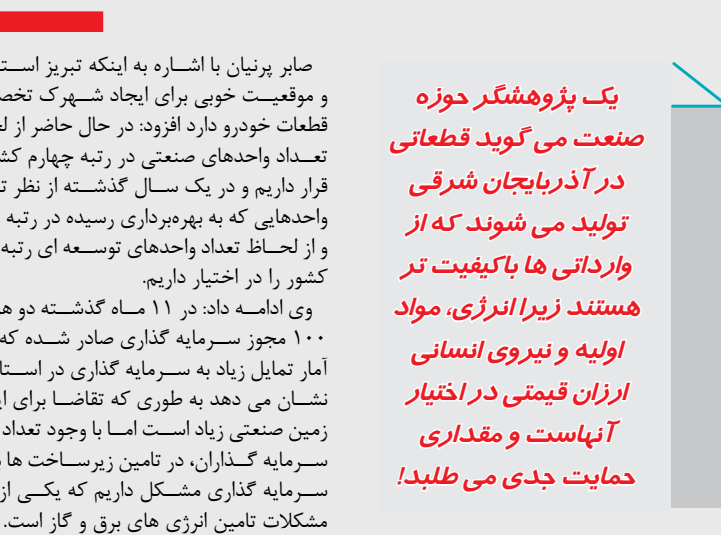 یک پژوهشگر حوزه
صنعت می گوید قطعاتی
در آذربایجان شرقی
تولید می شوند که از
وارداتی ها باکیفیت تر
هستند زیرا انرژی، مواد
اولیه و نیروی انسانی
ارزان قیمتی در اختیار
آنهاست و مقداری
حمایت جدی می طلبد!
صابر پرنیان با اشاره به اینکه تبریز
و موقعیت خوبی برای ایجاد شهرک
قطعات خودرو دارد افزود: در حال حاضر از
تعداد واحدهای صنعتی در رتبه چهارم
قرار داریم و در یک سال گذشته از نظر
واحدهایی که به بهره‌برداری رسیده در رتبه
و از لحاظ تعداد واحدهای توسعه ای رتبه
کشور را در اختیار داریم.
وی ادامه داد: در ۱۱ ماه گذشته دو
۱۰۰ مجوز سرمایه گذاری صادر شده که
آمار تمایل زیاد به سرمایه گذاری در
نشان می دهد به طوری که تقاضا برای
زمین صنعتی زیاد است اما با وجود تعداد
سرمایه گذاران، در تامین زیرساخت ها
سرمایه گذاری مشکل داریم که یکی از
مشکلات تامین انرژی های برق و گاز است.